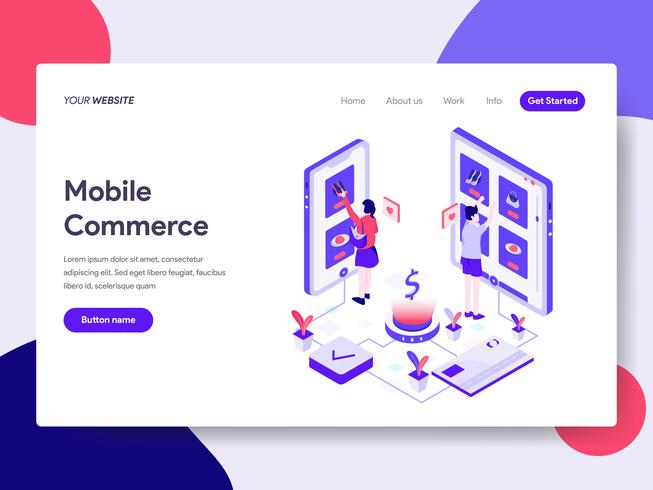 YOUR WEBSITE
Home About us Work Info Get Started
Mobile
Commerce
Lorem ipsum dolor sit amet, consectetur
adipiscing elit. Sed eget libero feugiat, faucibus
libero id, scelerisque quam
Button name
$